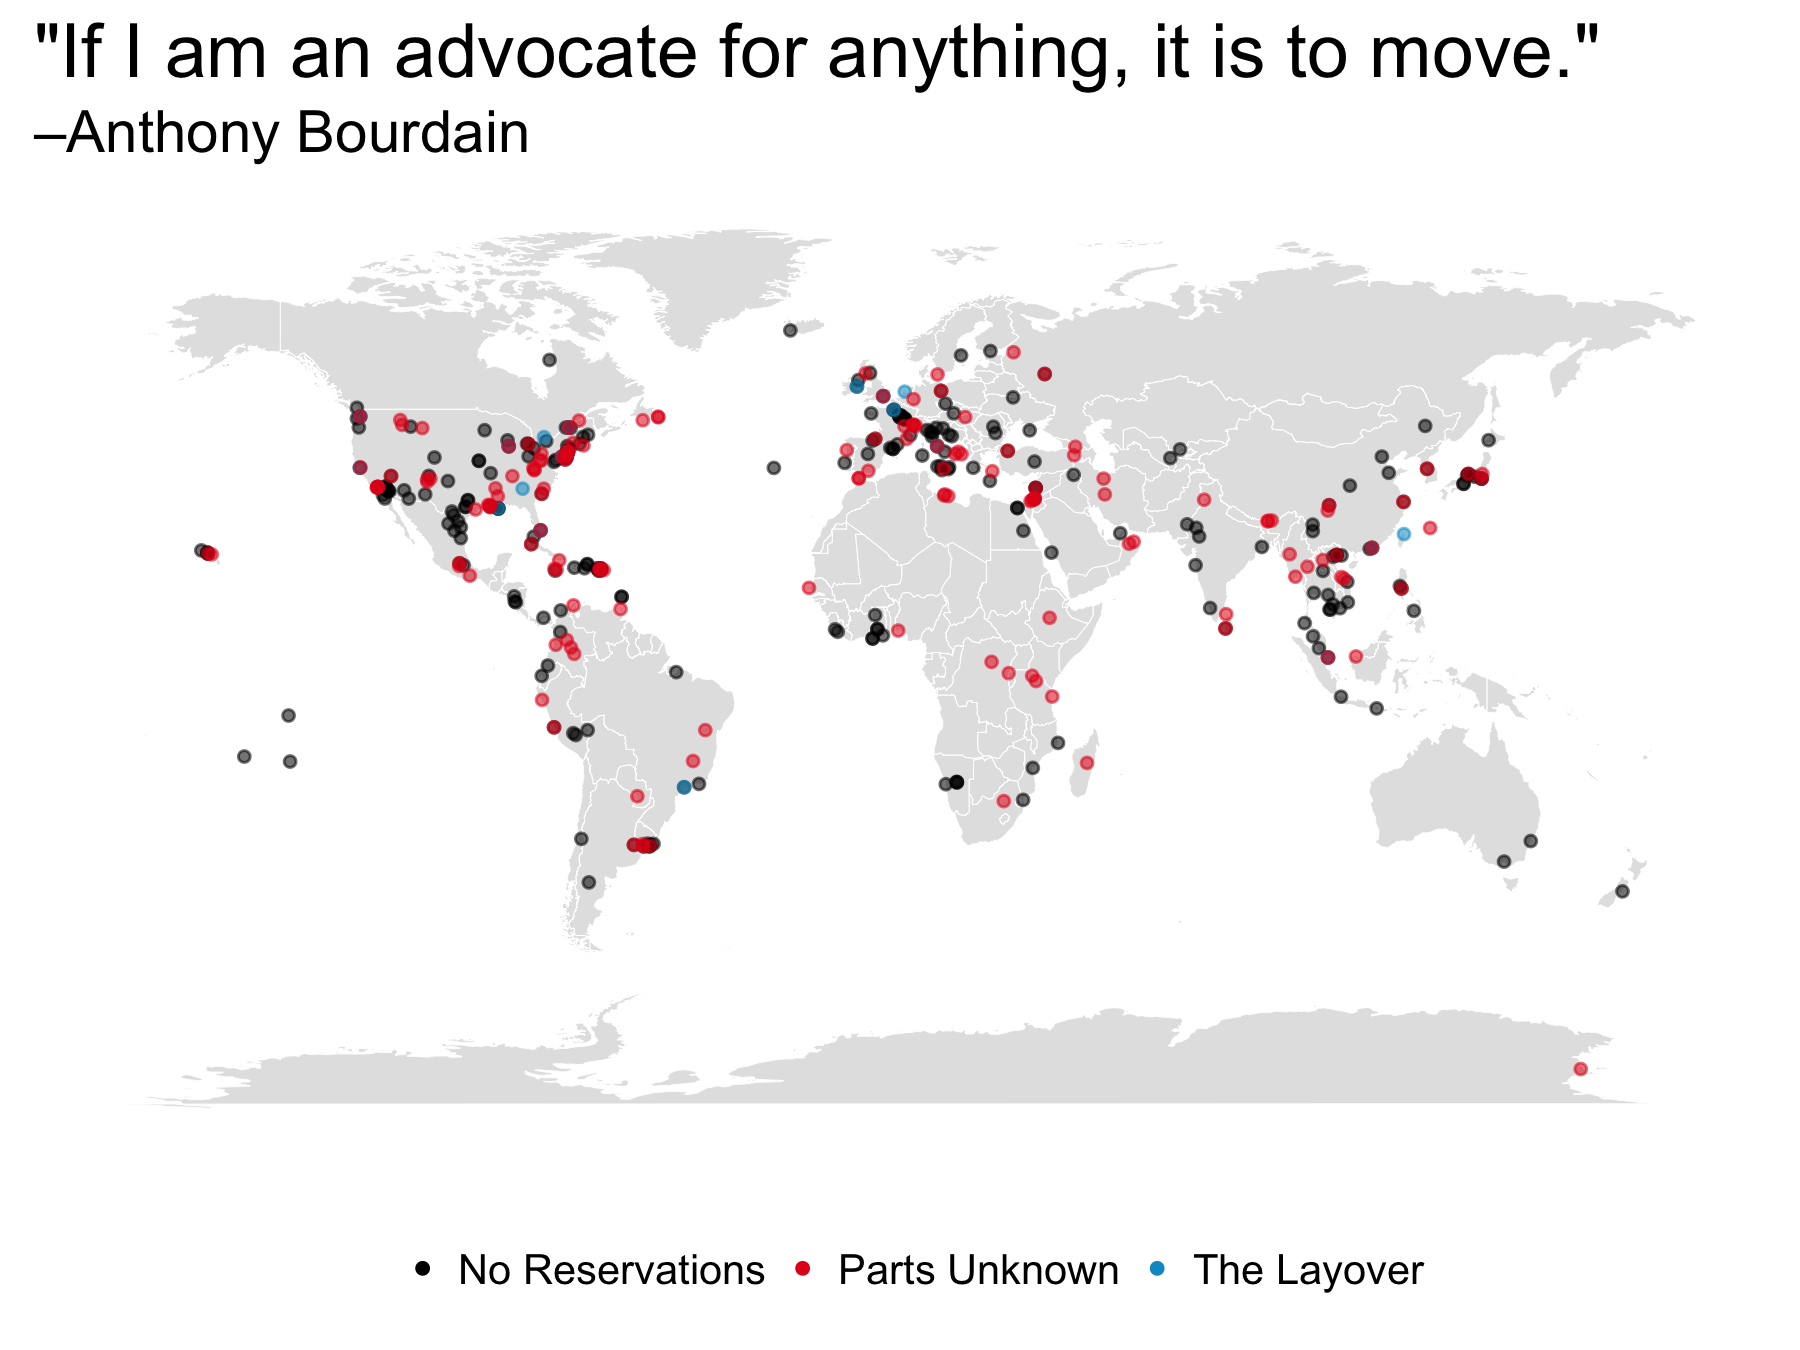 "If I am an advocate for anything, it is to move."
–Anthony Bourdain
No Reservations Parts Unknown The Layover